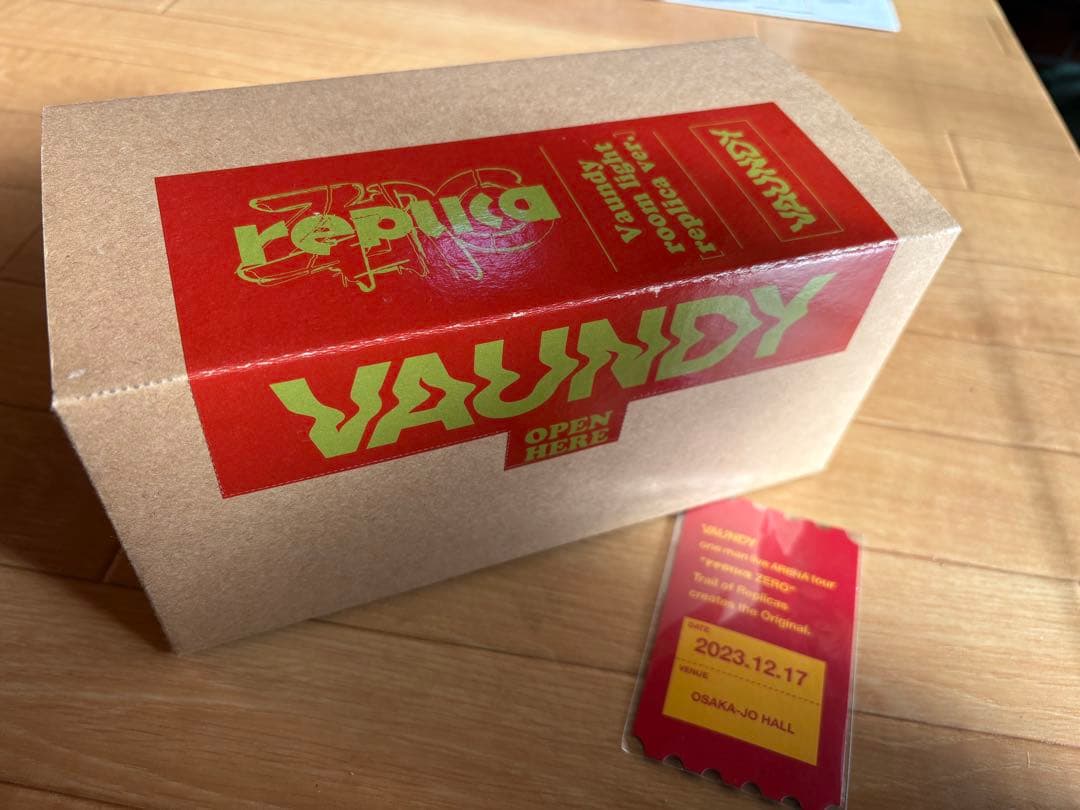 replica
Vaundy
room light
[replica ver.]
VAUNDY
VAUNDY
OPEN
HERE
VAUNDY
one man live ARENA tour
"replica ZERO"
Trail of Replicas
creates the Original.
DATE
2023.12.17
VENUE
OSAKA-JO HALL